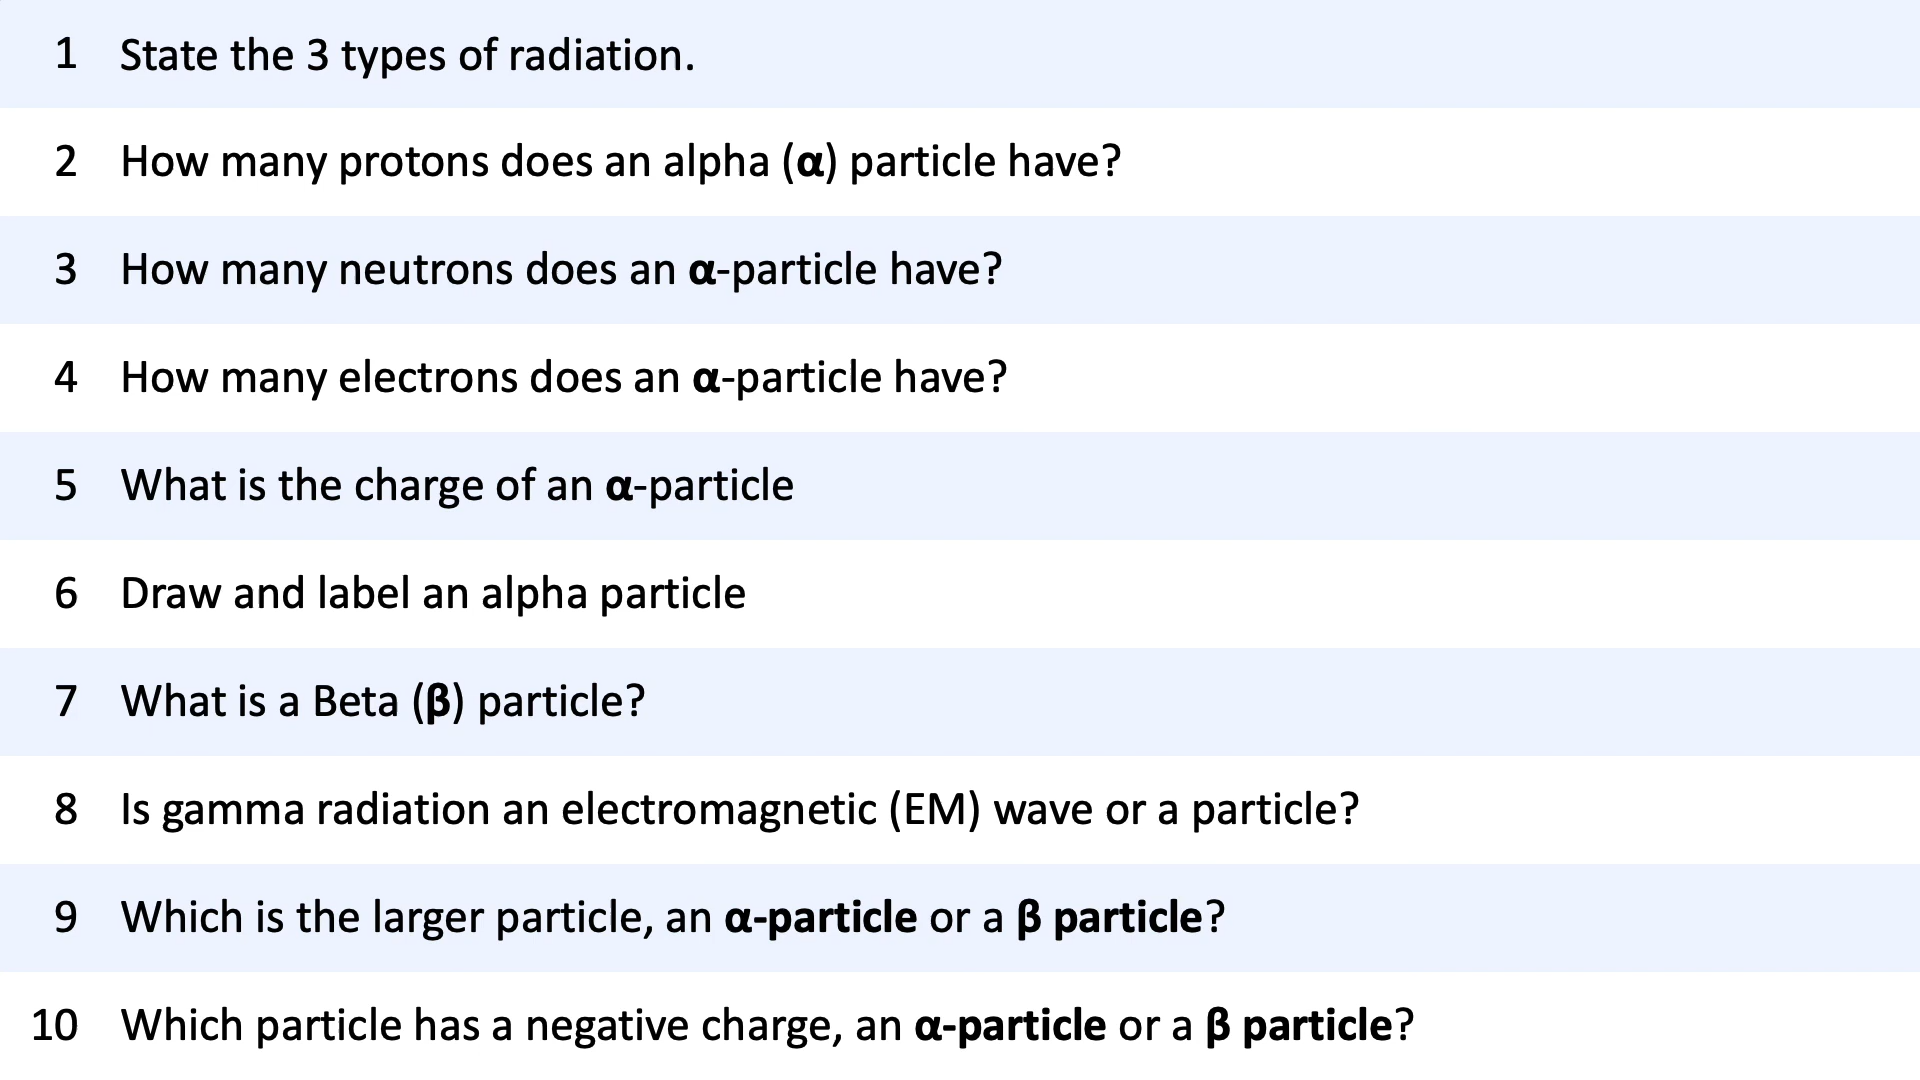 1 State the 3 types of radiation.
2 How many protons does an alpha (α) particle have?
3 How many neutrons does an α-particle have?
4 How many electrons does an α-particle have?
5 What is the charge of an α-particle
6 Draw and label an alpha particle
7 What is a Beta (β) particle?
8 Is gamma radiation an electromagnetic (EM) wave or a particle?
9 Which is the larger particle, an α-particle or a β particle?
10 Which particle has a negative charge, an α-particle or a β particle?